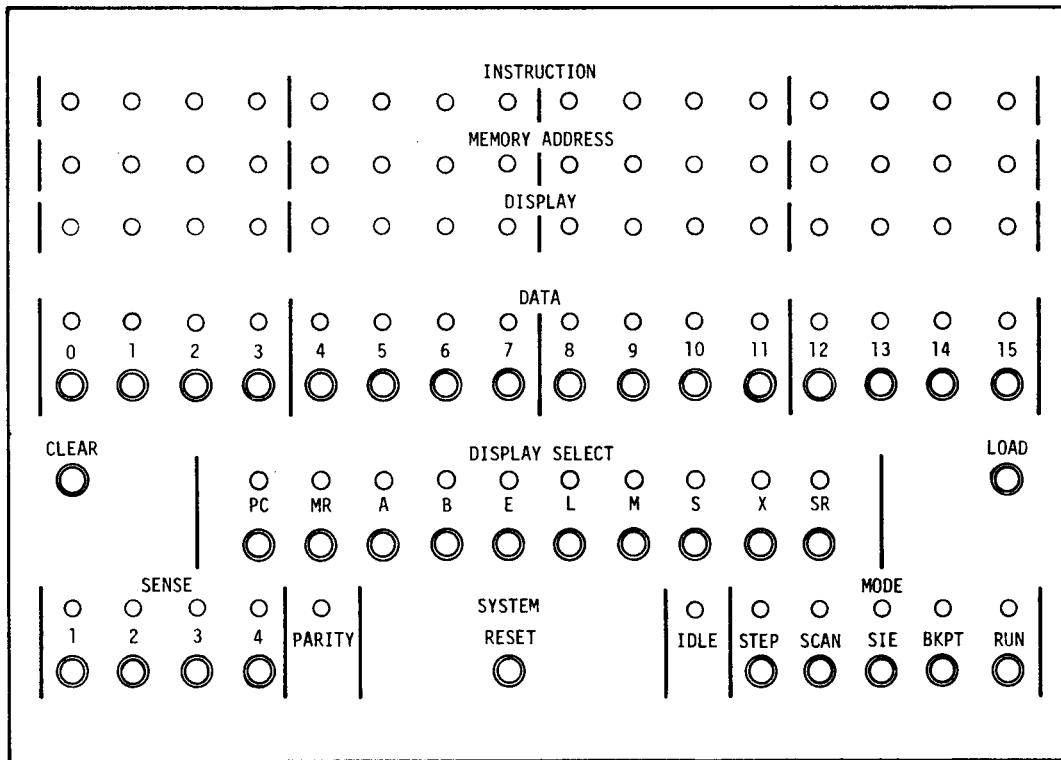 INSTRUCTION
MEMORY ADDRESS
DISPLAY
DATA
0 1 2 3 4 5 6 7 8 9 10 11 12 13 14 15
CLEAR DISPLAY SELECT LOAD
PC MR A B E L M S X SR
SENSE SYSTEM MODE
1 2 3 4 PARITY RESET IDLE STEP SCAN SIE BKPT RUN